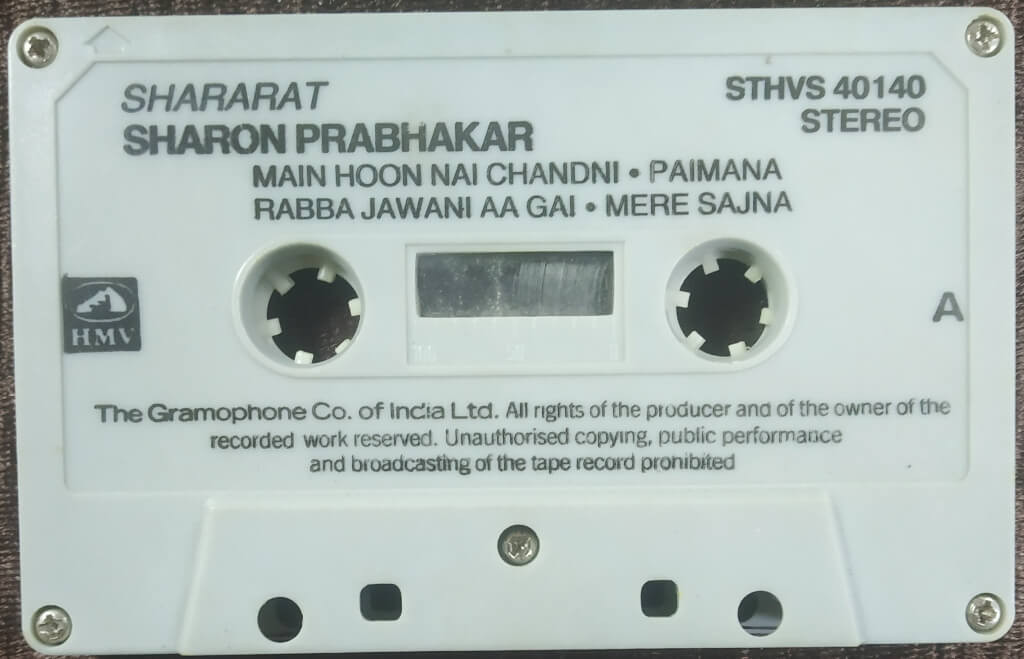 SHARARAT
STHVS 40140
SHARON PRABHAKAR
STEREO
MAIN HOON NAI CHANDNI • PAIMANA
RABBA JAWANI AA GAI • MERE SAJNA
HMV
A
The Gramophone Co. of India Ltd. All rights of the producer and of the owner of the
recorded work reserved. Unauthorised copying, public performance
and broadcasting of the tape record prohibited